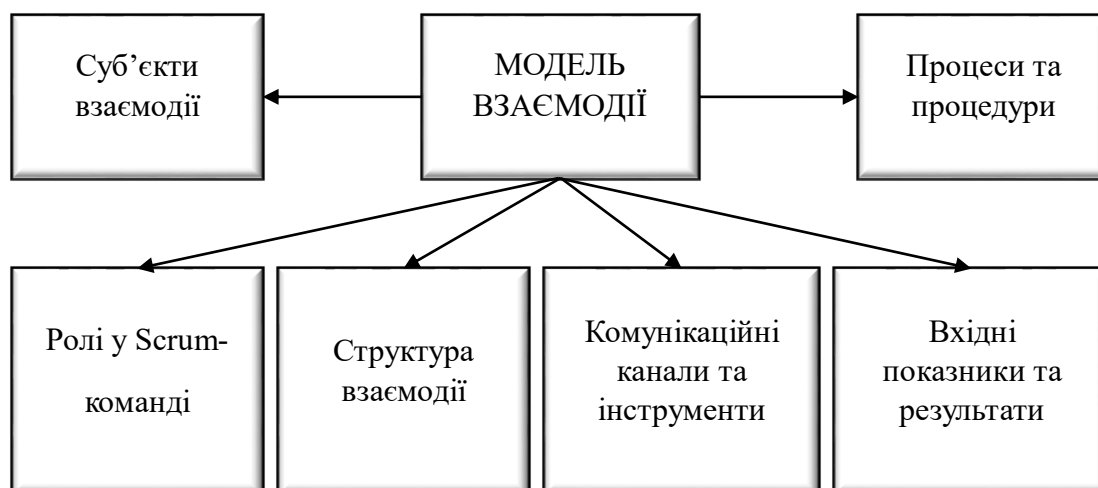 Суб’єкти
взаємодії
МОДЕЛЬ
ВЗАЄМОДІЇ
Процеси та
процедури
Ролі у Scrum-
команді
Структура
взаємодії
Комунікаційні
канали та
інструменти
Вхідні
показники та
результати